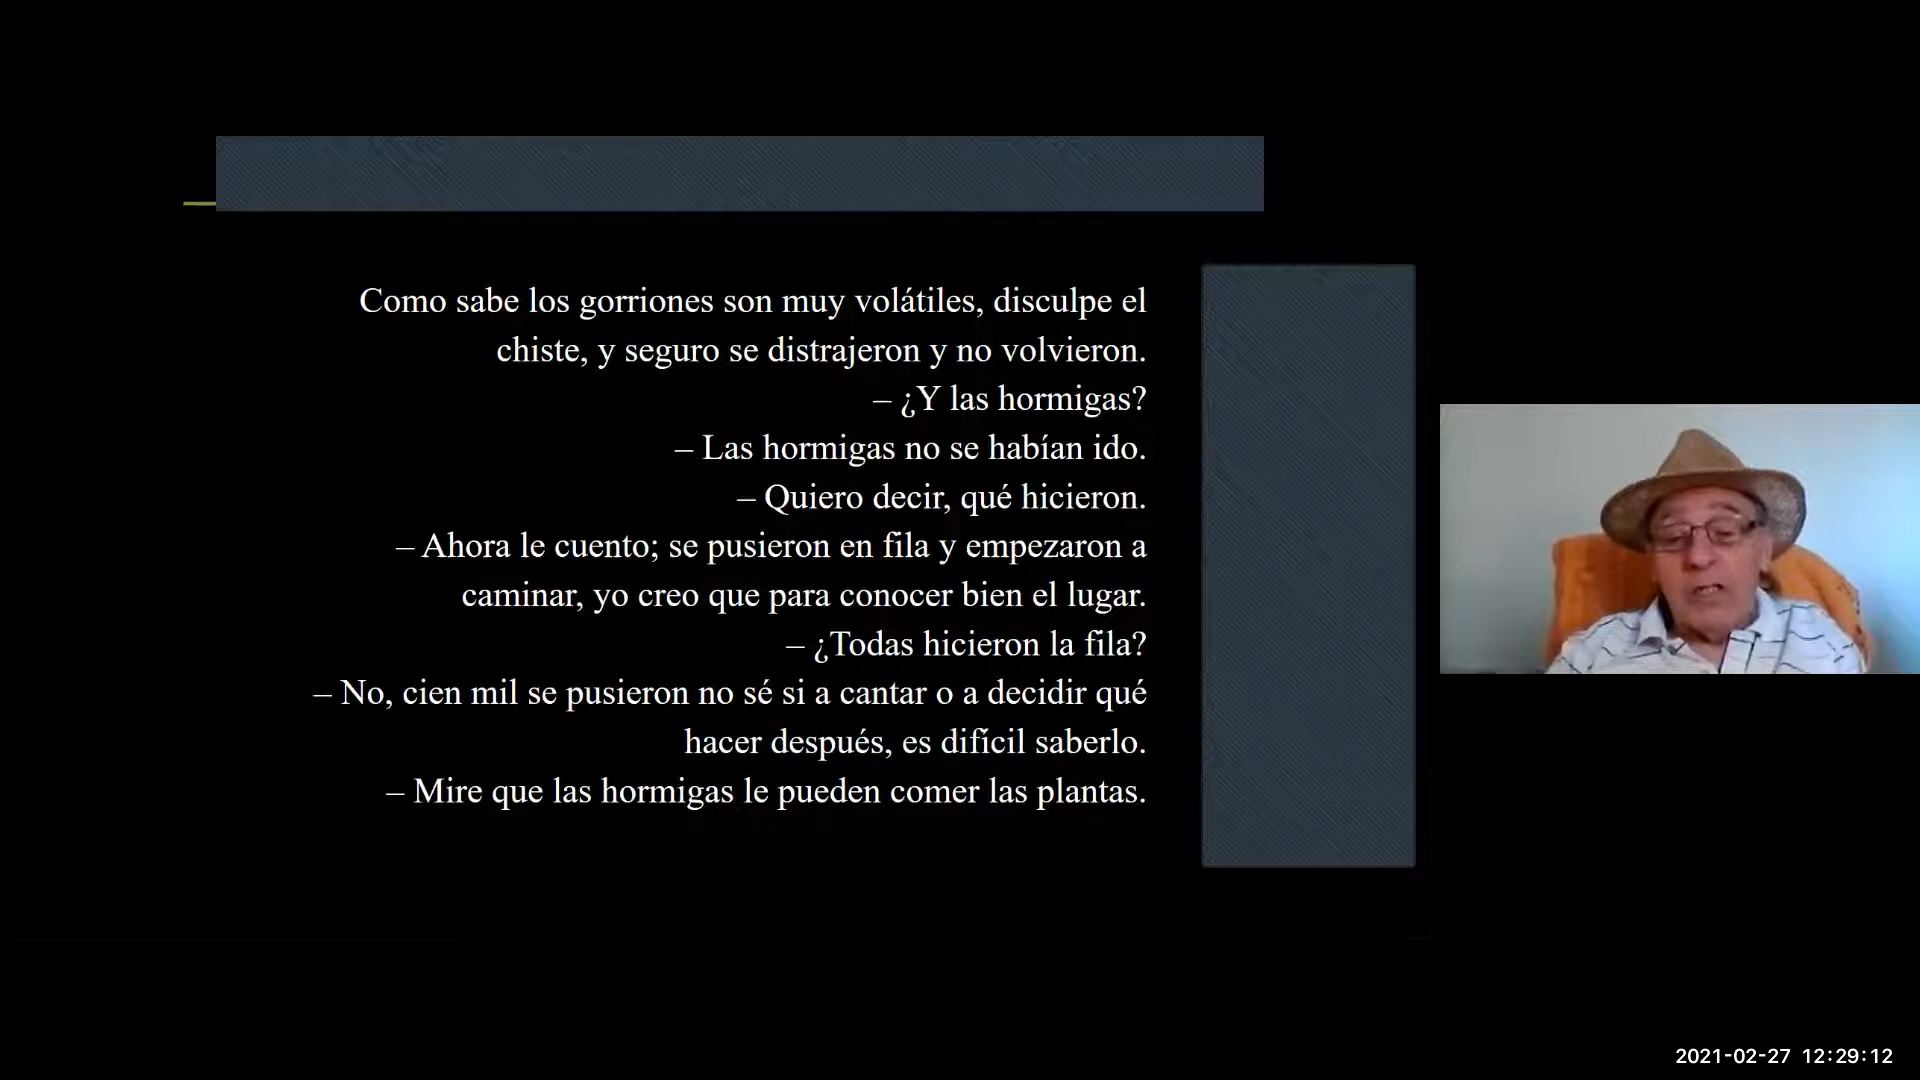 Como sabe los gorriones son muy volátiles, disculpe el
chiste, y seguro se distrajeron y no volvieron.
– ¿Y las hormigas?
– Las hormigas no se habían ido.
– Quiero decir, qué hicieron.
– Ahora le cuento; se pusieron en fila y empezaron a
caminar, yo creo que para conocer bien el lugar.
– ¿Todas hicieron la fila?
– No, cien mil se pusieron no sé si a cantar o a decidir qué
hacer después, es difícil saberlo.
– Mire que las hormigas le pueden comer las plantas.
2021-02-27 12:29:12